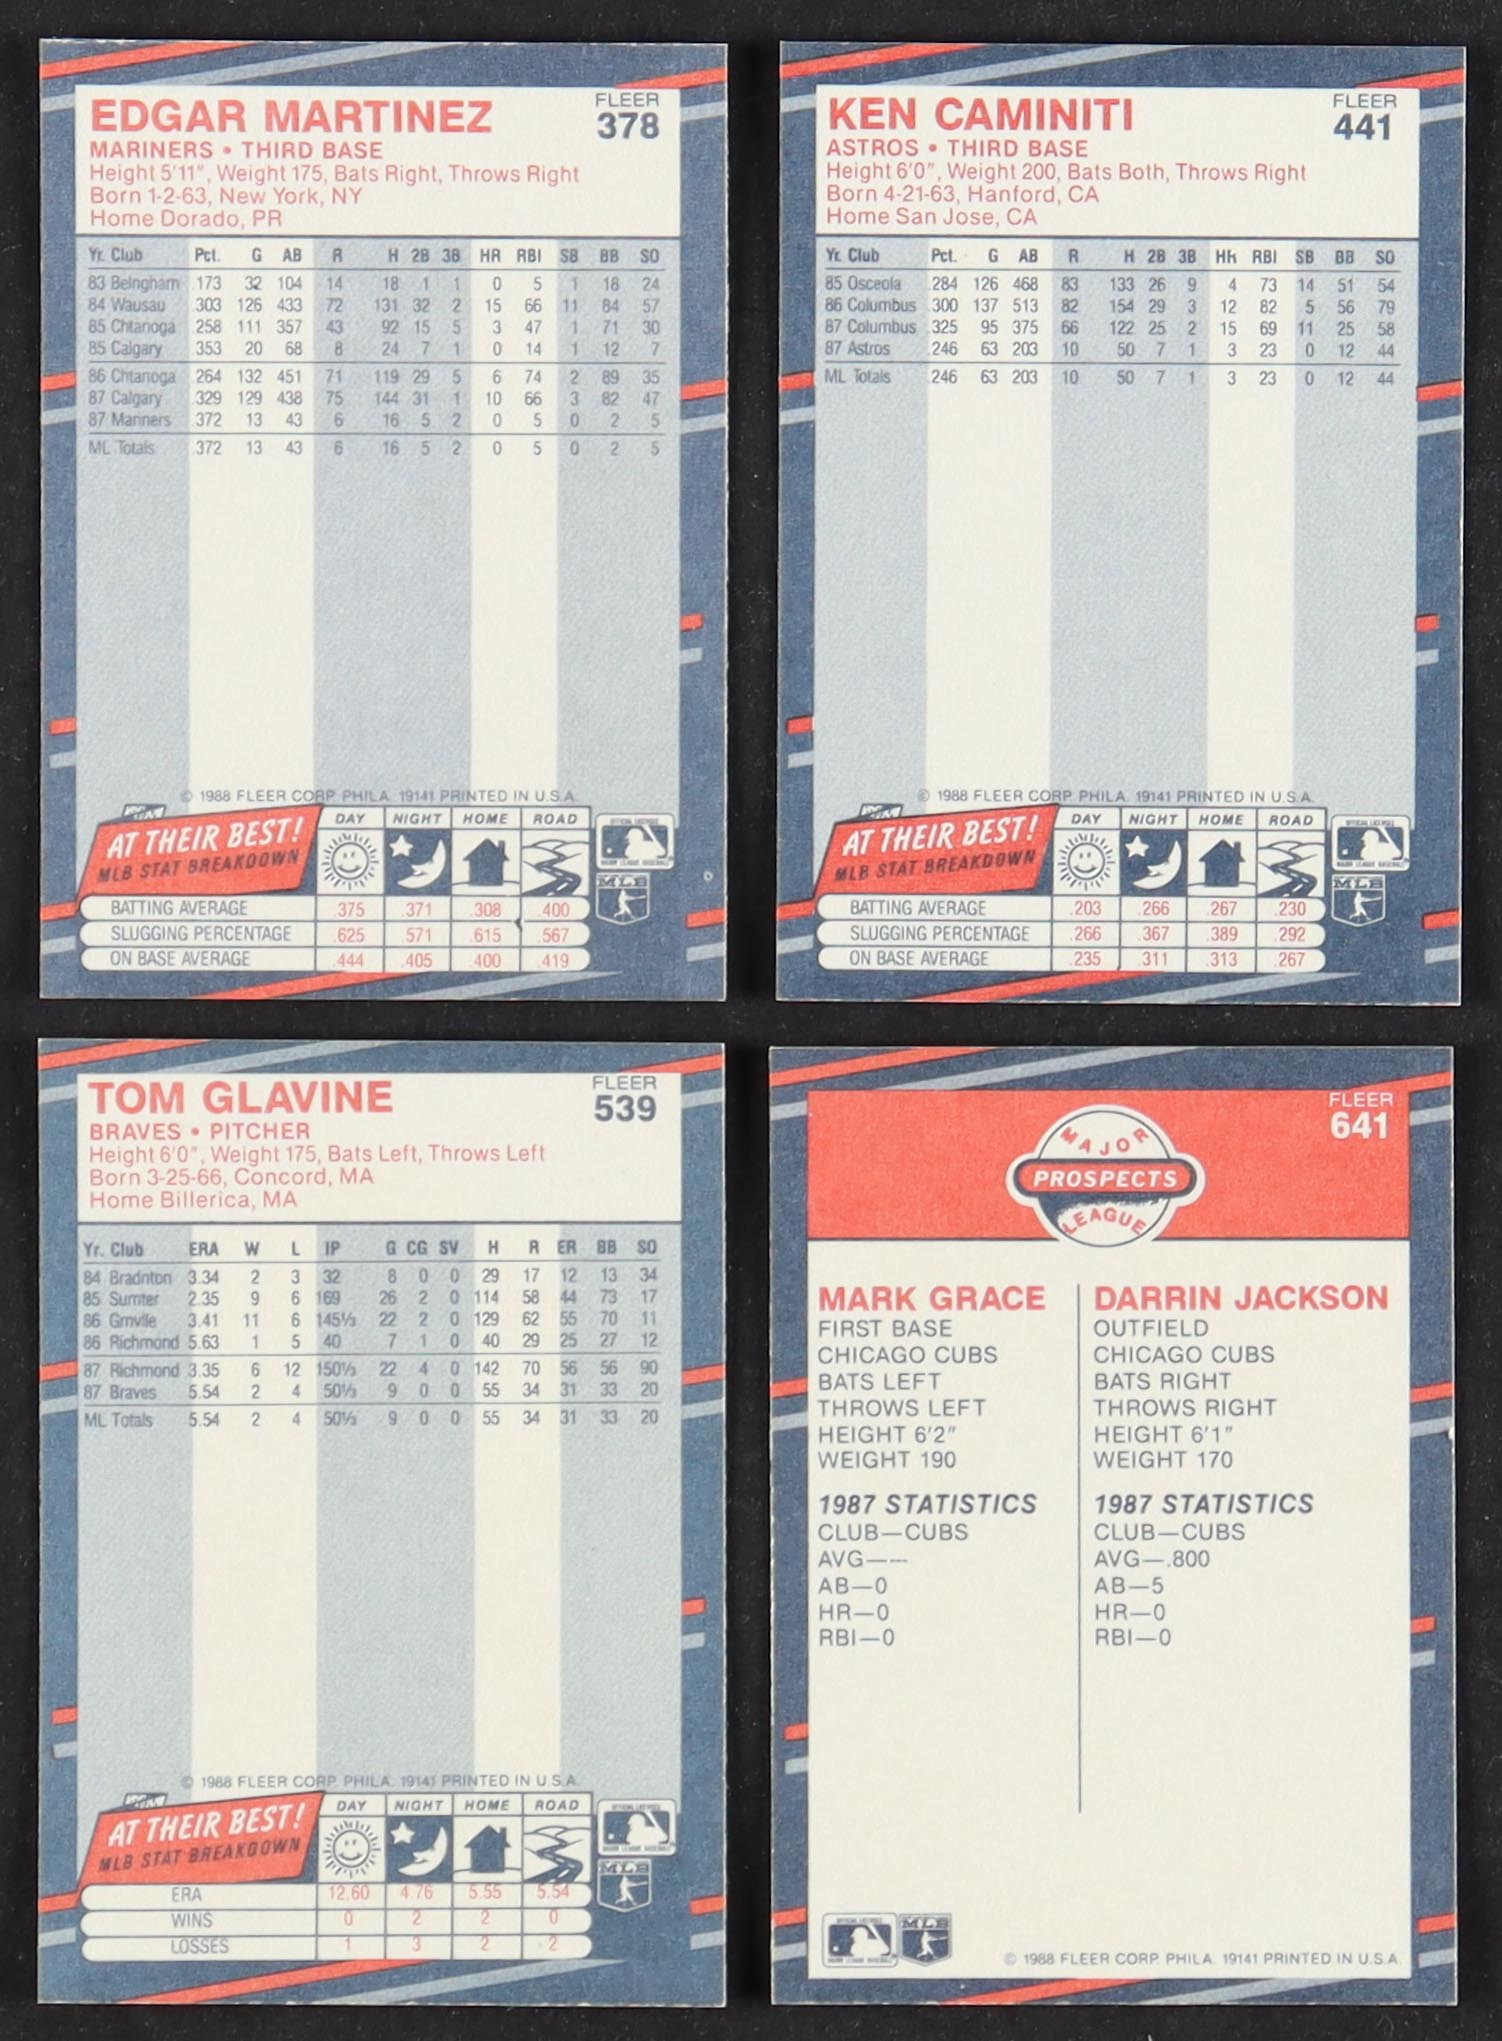 EDGAR MARTINEZ
FLEER
378
MARINERS • THIRD BASE
Height 5'11", Weight 175, Bats Right, Throws Right
Born 1-2-63, New York, NY
Home Dorado, PR
Yr. Club Pct. G AB R H 2B 3B HR RBI SB BB SO
83 Belngham .173 32 104 14 18 1 1 0 5 1 18 24
84 Wausau .303 126 433 72 131 32 2 15 66 11 84 57
85 Chtanoga .258 111 357 43 92 15 5 3 47 1 71 30
85 Calgary .353 20 68 8 24 7 1 0 14 1 12 7
86 Chtanoga .264 132 451 71 119 29 5 6 74 2 89 35
87 Calgary .329 129 438 75 144 31 1 10 66 3 82 47
87 Mariners .372 13 43 6 16 5 2 0 5 0 2 5
ML Totals .372 13 43 6 16 5 2 0 5 0 2 5
© 1988 FLEER CORP. PHILA. 19141 PRINTED IN U.S.A.
AT THEIR BEST!
MLB STAT BREAKDOWN
DAY NIGHT HOME ROAD
BATTING AVERAGE .375 .371 .308 .400
SLUGGING PERCENTAGE .625 .571 .615 .567
ON BASE AVERAGE .444 .405 .400 .419
MLB
KEN CAMINITI
FLEER
441
ASTROS • THIRD BASE
Height 6'0", Weight 200, Bats Both, Throws Right
Born 4-21-63, Hanford, CA
Home San Jose, CA
Yr. Club Pct. G AB R H 2B 3B HR RBI SB BB SO
85 Osceola .284 126 468 83 133 26 9 4 73 14 51 54
86 Columbus .300 137 513 82 154 29 3 12 82 5 56 79
87 Columbus .325 95 375 66 122 25 2 15 69 11 25 58
87 Astros .246 63 203 10 50 7 1 3 23 0 12 44
ML Totals .246 63 203 10 50 7 1 3 23 0 12 44
© 1988 FLEER CORP. PHILA. 19141 PRINTED IN U.S.A.
AT THEIR BEST!
MLB STAT BREAKDOWN
DAY NIGHT HOME ROAD
BATTING AVERAGE .203 .266 .267 .230
SLUGGING PERCENTAGE .266 .367 .389 .292
ON BASE AVERAGE .235 .311 .313 .267
MLB
TOM GLAVINE
FLEER
539
BRAVES • PITCHER
Height 6'0", Weight 175, Bats Left, Throws Left
Born 3-25-66, Concord, MA
Home Billerica, MA
Yr. Club ERA W L IP G CG SV H R ER BB SO
84 Bradnton 3.34 2 3 32 8 0 0 29 17 12 13 34
85 Sumter 2.35 9 6 169 26 2 0 114 58 44 73 17
86 Grnvlle 3.41 11 6 145⅓ 22 2 0 129 62 55 70 11
86 Richmond 5.63 1 5 40 7 1 0 40 29 25 27 12
87 Richmond 3.35 6 12 150⅓ 22 4 0 142 70 56 56 90
87 Braves 5.54 2 4 50⅓ 9 0 0 55 34 31 33 20
ML Totals 5.54 2 4 50⅓ 9 0 0 55 34 31 33 20
© 1988 FLEER CORP. PHILA. 19141 PRINTED IN U.S.A.
AT THEIR BEST!
MLB STAT BREAKDOWN
DAY NIGHT HOME ROAD
ERA 12.60 4.76 5.55 5.54
WINS 0 2 2 0
LOSSES 1 3 2 2
MLB
FLEER
641
MAJOR
PROSPECTS
LEAGUE
MARK GRACE
FIRST BASE
CHICAGO CUBS
BATS LEFT
THROWS LEFT
HEIGHT 6'2"
WEIGHT 190
1987 STATISTICS
CLUB—CUBS
AVG—---
AB—0
HR—0
RBI—0
DARRIN JACKSON
OUTFIELD
CHICAGO CUBS
BATS RIGHT
THROWS RIGHT
HEIGHT 6'1"
WEIGHT 170
1987 STATISTICS
CLUB—CUBS
AVG—.800
AB—5
HR—0
RBI—0
MLB
© 1988 FLEER CORP. PHILA. 19141 PRINTED IN U.S.A.